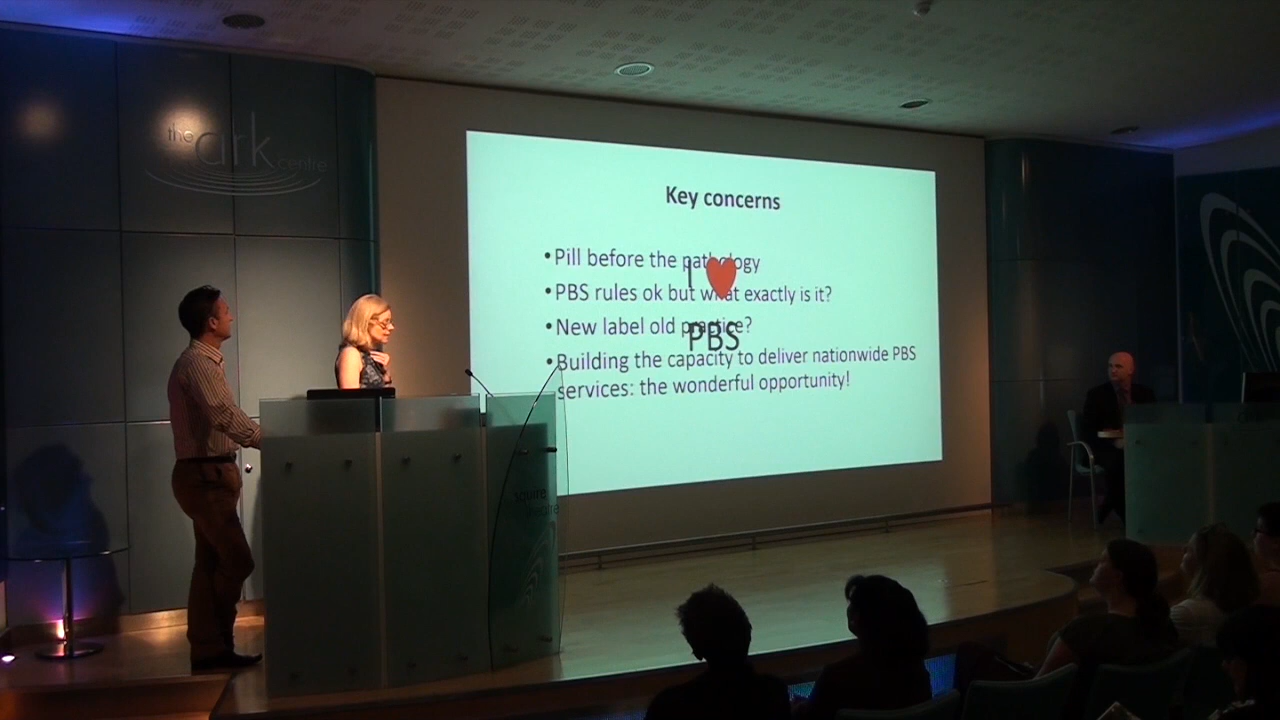 the ark centre
Key concerns
• Pill before the pathology
I ♥
• PBS rules ok but what exactly is it?
• New label old practice?
PBS
• Building the capacity to deliver nationwide PBS
services: the wonderful opportunity!